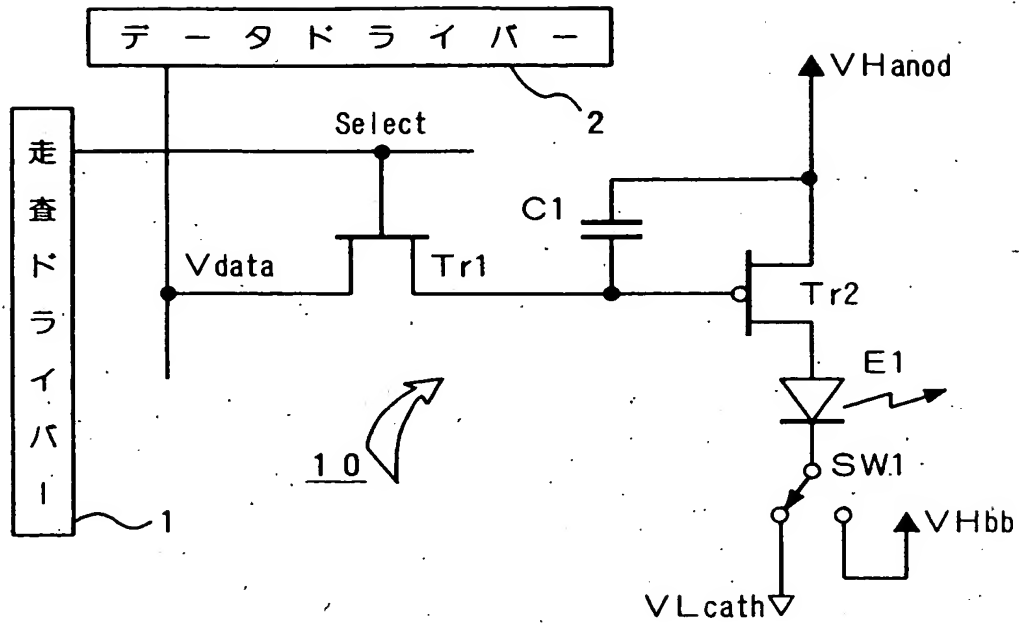 データドライバー
2
VHanod
Select
走査ドライバー
C1
Vdata
Tr1
Tr2
E1
10
SW1
1
VHbb
VLcath